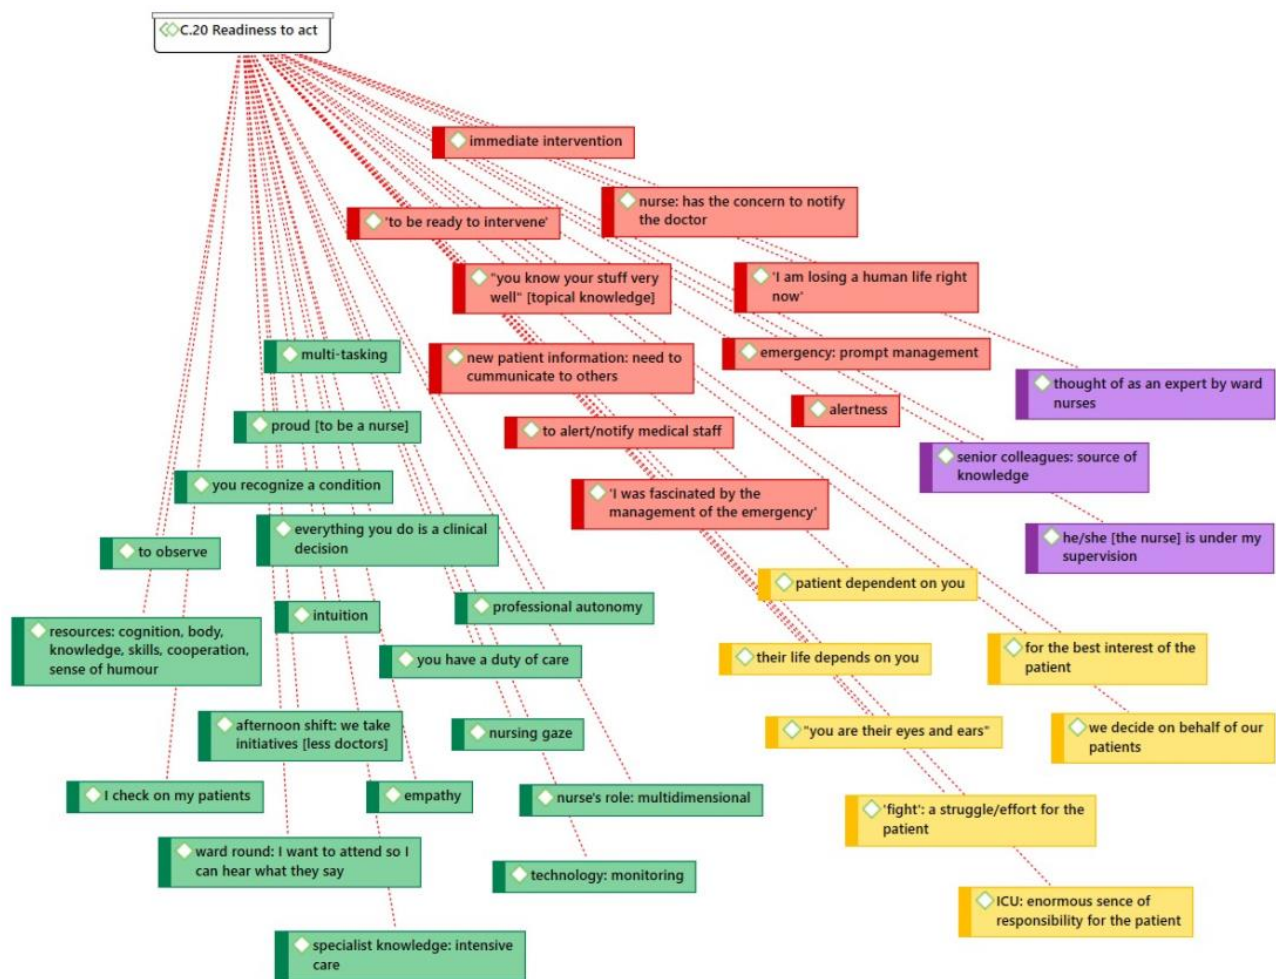 C.20 Readiness to act
immediate intervention
nurse: has the concern to notify
the doctor
'to be ready to intervene'
"you know your stuff very
well" [topical knowledge]
'I am losing a human life right
now'
multi-tasking
new patient information: need to
cummunicate to others
emergency: prompt management
thought of as an expert by ward
nurses
alertness
proud [to be a nurse]
to alert/notify medical staff
senior colleagues: source of
knowledge
you recognize a condition
'I was fascinated by the
management of the emergency'
everything you do is a clinical
decision
he/she [the nurse] is under my
supervision
to observe
patient dependent on you
professional autonomy
intuition
resources: cognition, body,
knowledge, skills, cooperation,
sense of humour
for the best interest of the
patient
you have a duty of care
their life depends on you
afternoon shift: we take
initiatives [less doctors]
nursing gaze
"you are their eyes and ears"
we decide on behalf of our
patients
I check on my patients
empathy
nurse's role: multidimensional
'fight': a struggle/effort for the
patient
ward round: I want to attend so I
can hear what they say
technology: monitoring
ICU: enormous sence of
responsibility for the patient
specialist knowledge: intensive
care